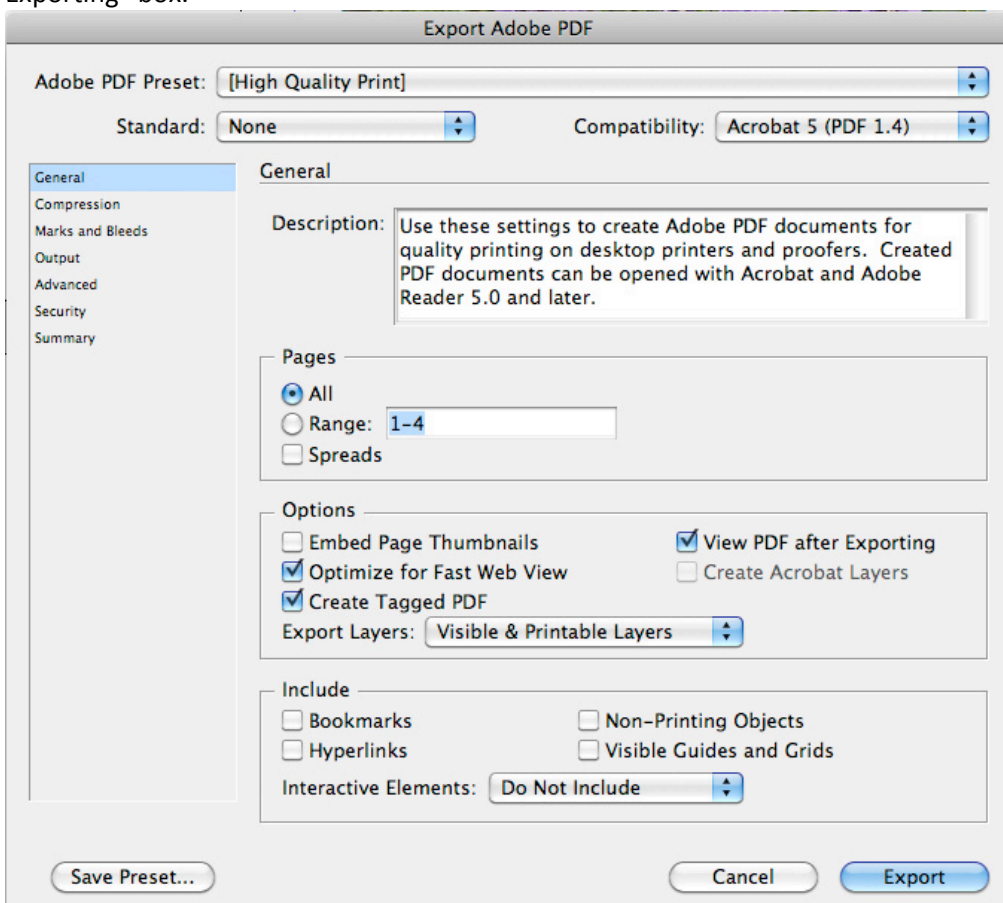 Exporting" box.
Export Adobe PDF
Adobe PDF Preset: [High Quality Print]
Standard: None Compatibility: Acrobat 5 (PDF 1.4)
General
Compression
Marks and Bleeds
Output
Advanced
Security
Summary
General
Description: Use these settings to create Adobe PDF documents for
quality printing on desktop printers and proofers. Created
PDF documents can be opened with Acrobat and Adobe
Reader 5.0 and later.
Pages
All
Range: 1-4
Spreads
Options
Embed Page Thumbnails View PDF after Exporting
Optimize for Fast Web View Create Acrobat Layers
Create Tagged PDF
Export Layers: Visible & Printable Layers
Include
Bookmarks Non-Printing Objects
Hyperlinks Visible Guides and Grids
Interactive Elements: Do Not Include
Save Preset... Cancel Export